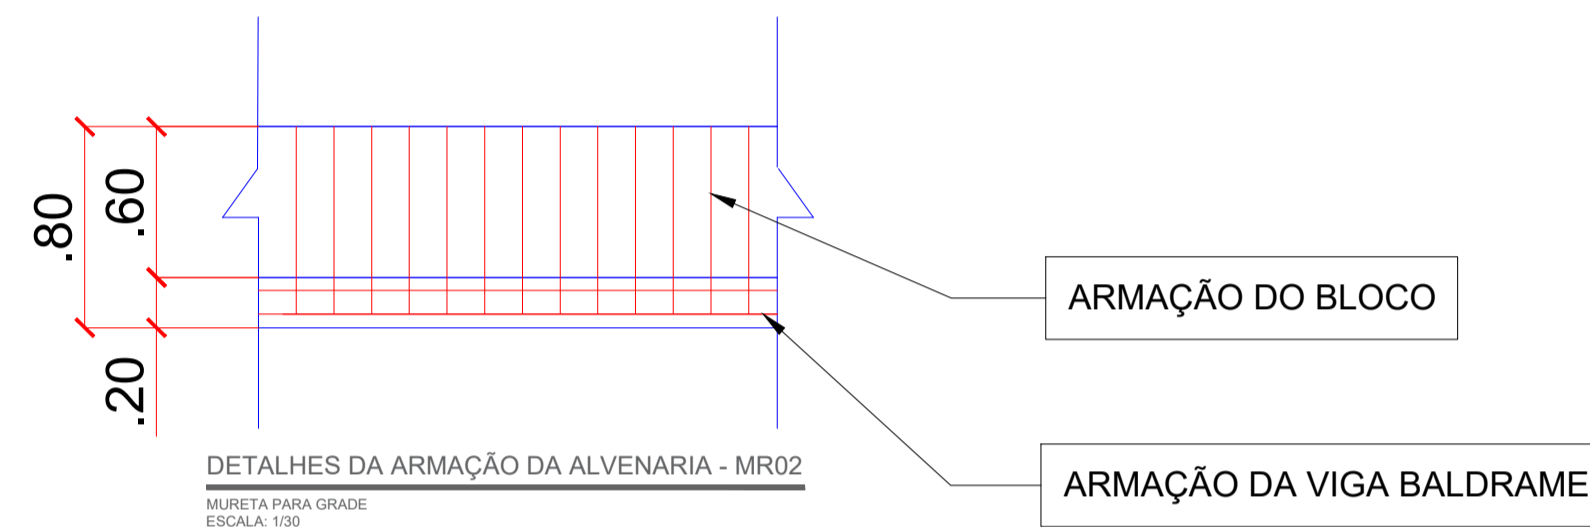 .80
.60
.20
ARMAÇÃO DO BLOCO
ARMAÇÃO DA VIGA BALDRAME
DETALHES DA ARMAÇÃO DA ALVENARIA - MR02
MURETA PARA GRADE
ESCALA: 1/30